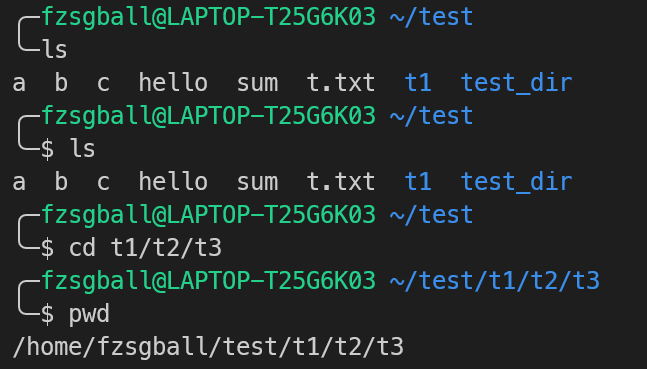 fzsgball@LAPTOP-T25G6K03 ~/test
ls
a b c hello sum t.txt t1 test_dir
fzsgball@LAPTOP-T25G6K03 ~/test
$ ls
a b c hello sum t.txt t1 test_dir
fzsgball@LAPTOP-T25G6K03 ~/test
$ cd t1/t2/t3
fzsgball@LAPTOP-T25G6K03 ~/test/t1/t2/t3
$ pwd
/home/fzsgball/test/t1/t2/t3